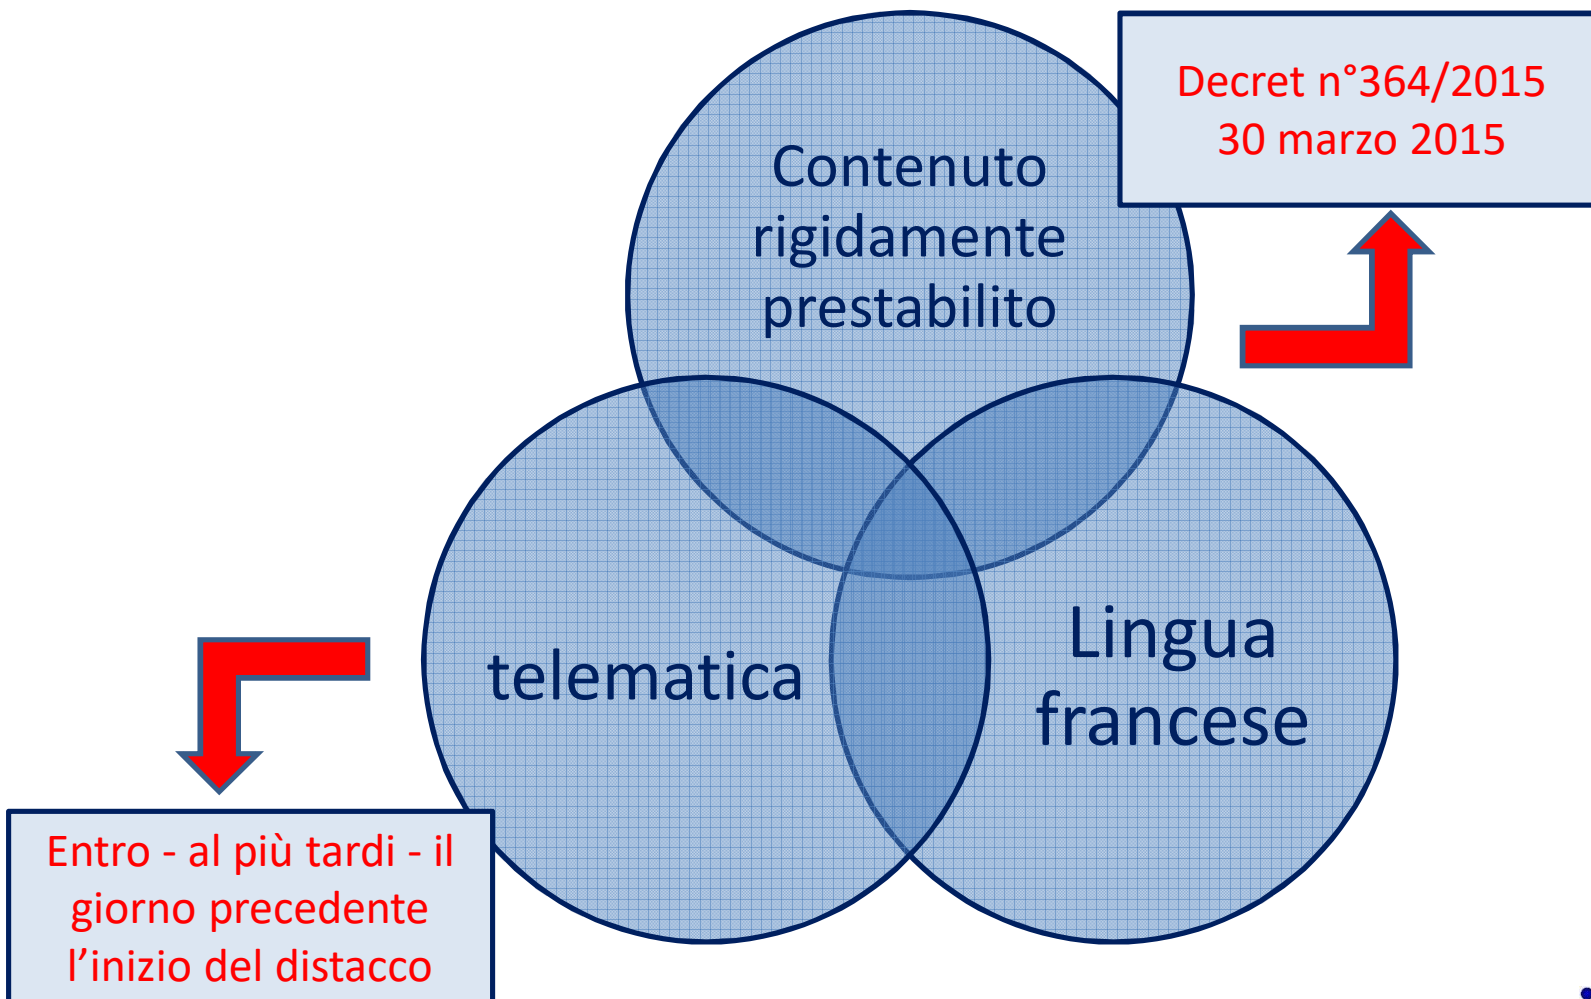 Contenuto
rigidamente
prestabilito
Decret n°364/2015
30 marzo 2015
telematica
Lingua
francese
Entro - al più tardi - il
giorno precedente
l’inizio del distacco